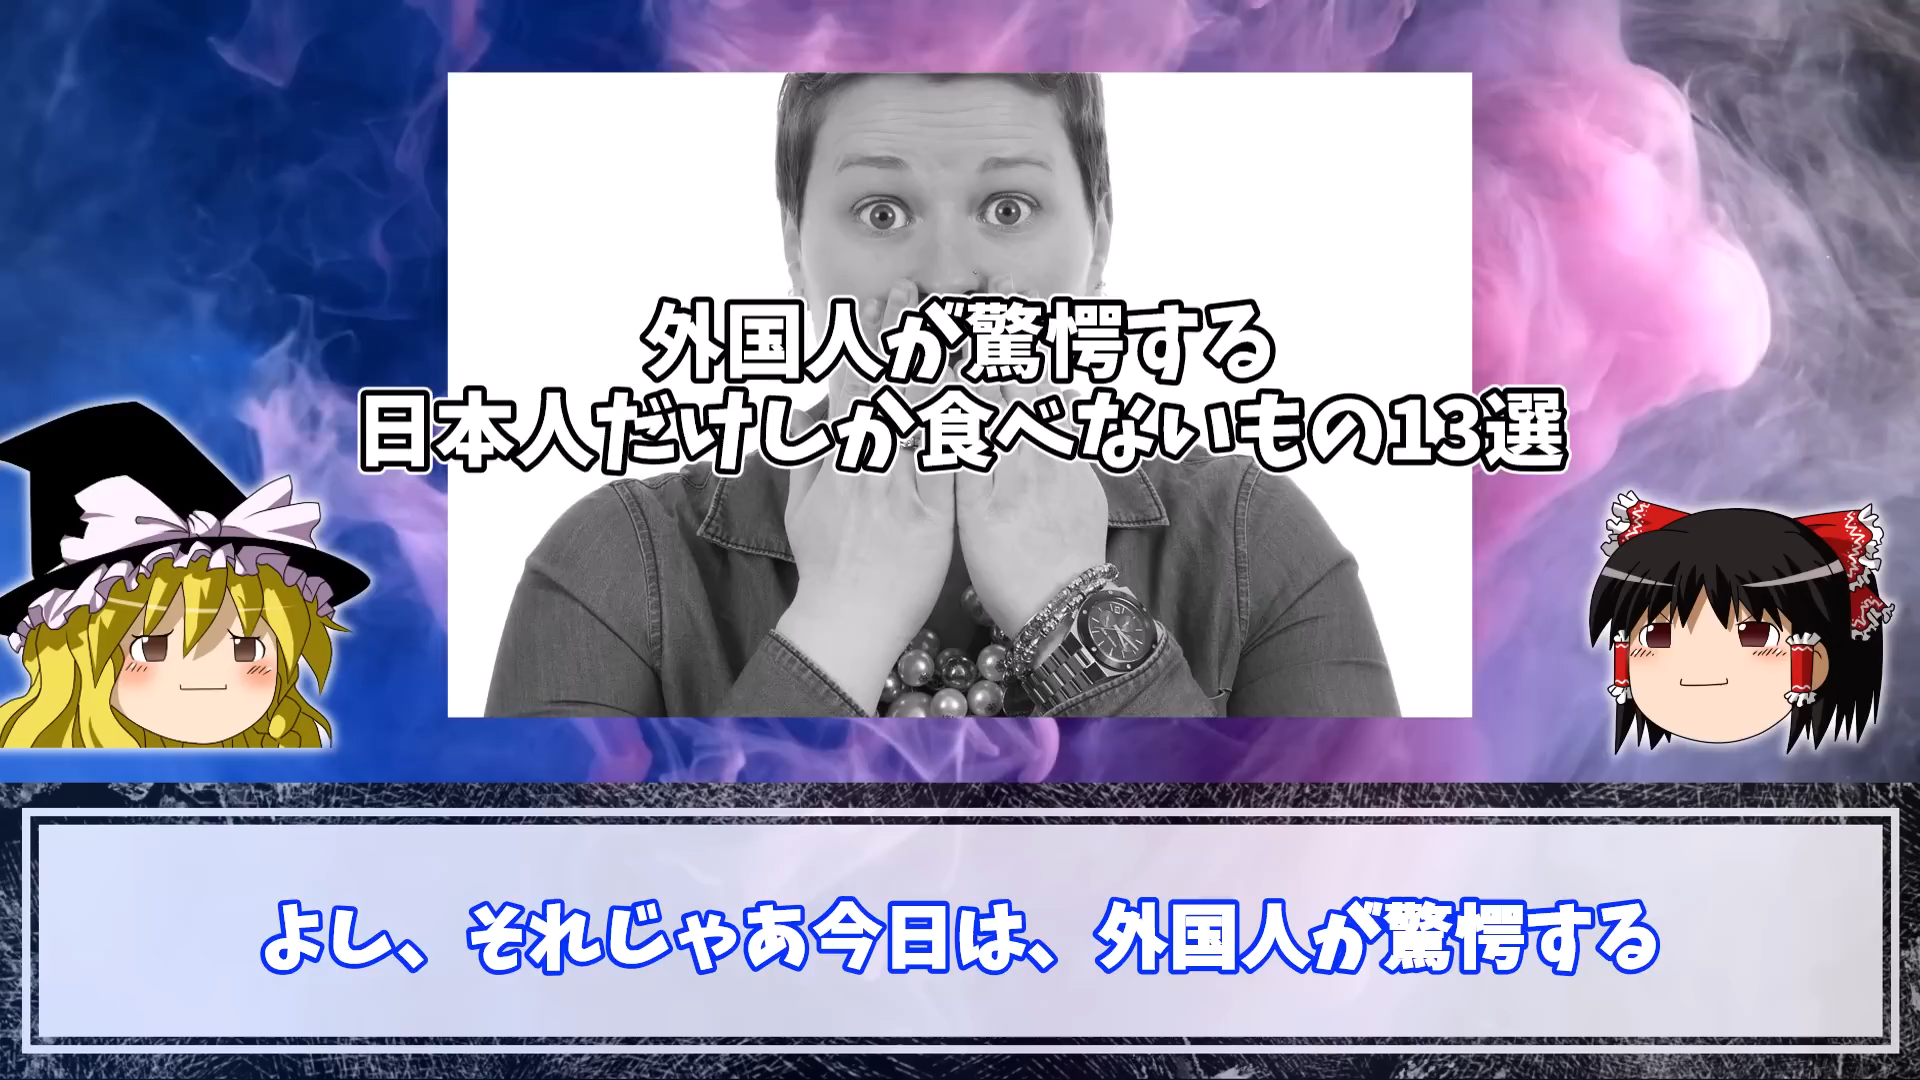 外国人が驚愕する
日本人だけしか食べないもの13選
よし、それじゃあ今日は、外国人が驚愕する